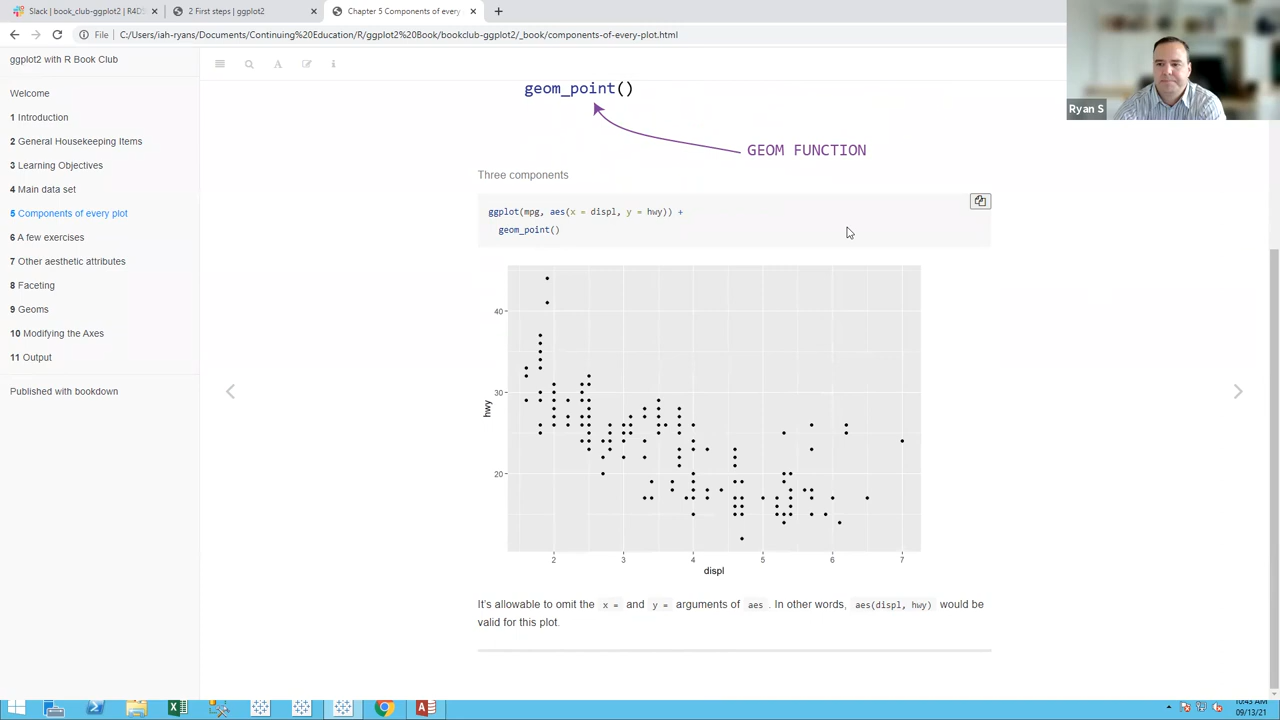 Slack | book_club-ggplot2 | R4DS
2 First steps | ggplot2
Chapter 5 Components of every
File
C:/Users/iah-ryans/Documents/Continuing%20Education/R/ggplot2%20Book/bookclub-ggplot2/_book/components-of-every-plot.html
Ryan S
ggplot2 with R Book Club
Welcome
1 Introduction
2 General Housekeeping Items
3 Learning Objectives
4 Main data set
5 Components of every plot
6 A few exercises
7 Other aesthetic attributes
8 Faceting
9 Geoms
10 Modifying the Axes
11 Output
Published with bookdown
geom_point()
GEOM FUNCTION
Three components
ggplot(mpg, aes(x = displ, y = hwy)) +
geom_point()
40
30
20
hwy
2 3 4 5 6 7
displ
It's allowable to omit the x = and y = arguments of aes . In other words, aes(displ, hwy) would be
valid for this plot.
10:43 AM
09/13/21